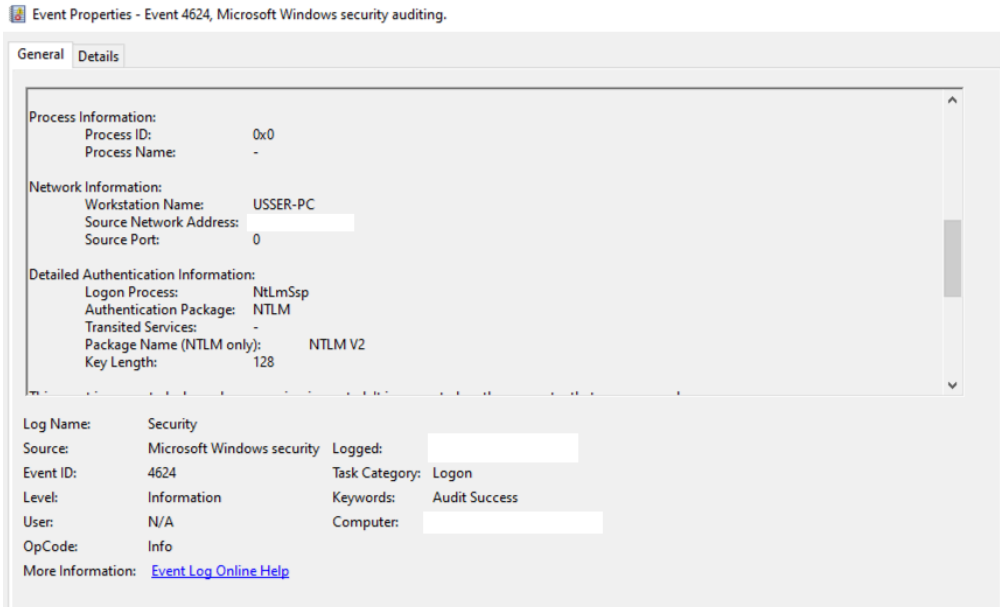 Event Properties - Event 4624, Microsoft Windows security auditing.
General Details
Process Information:
Process ID: 0x0
Process Name: -
Network Information:
Workstation Name: USSER-PC
Source Network Address:
Source Port: 0
Detailed Authentication Information:
Logon Process: NtLmSsp
Authentication Package: NTLM
Transited Services: -
Package Name (NTLM only): NTLM V2
Key Length: 128
Log Name: Security
Source: Microsoft Windows security Logged:
Event ID: 4624 Task Category: Logon
Level: Information Keywords: Audit Success
User: N/A Computer:
OpCode: Info
More Information: Event Log Online Help